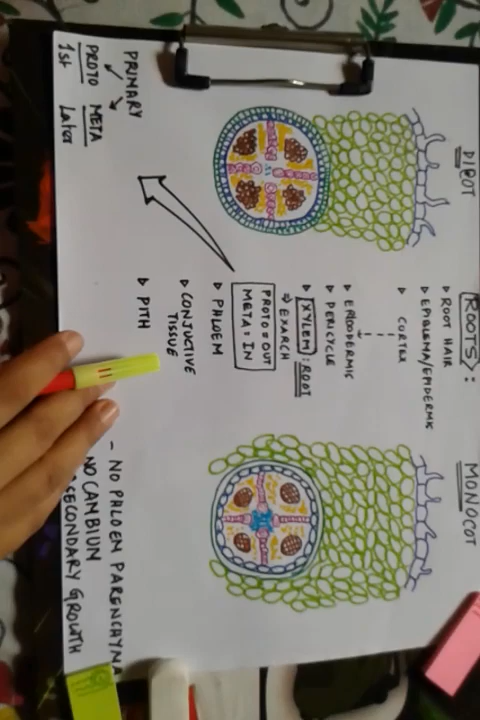 DICOT
ROOTS:
MONOCOT
▹ ROOT HAIR
▹ EPIBLEMA/EPIDERMIS
▹ CORTEX
▹ ENDODERMIS
▹ PERICYCLE
▹ XYLEM: ROOT
⇒ EXARCH
PROTO: OUT
META: IN
▹ PHLOEM
▹ CONJUCTIVE
TISSUE
▹ PITH
PRIMARY
PROTO META
1st Later
- NO PHLOEM PARENCHYMA
NO CAMBIUM
SECONDARY GROWTH